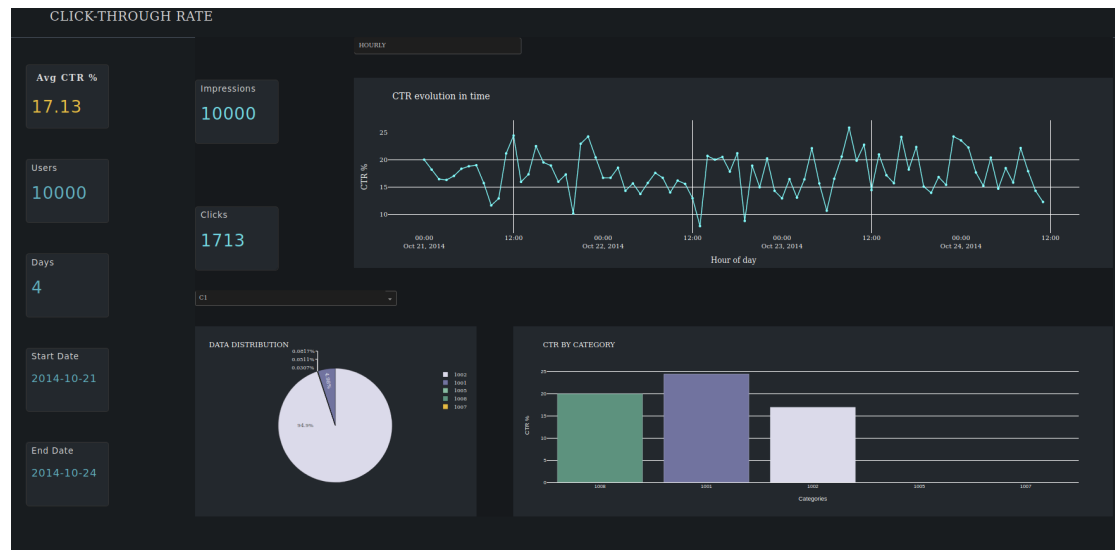 CLICK-THROUGH RATE
HOURLY
Avg CTR %
17.13
Impressions
10000
Users
10000
Clicks
1713
Days
4
Start Date
2014-10-21
End Date
2014-10-24
CTR evolution in time
CTR %
25
20
15
10
00:00
Oct 21, 2014
12:00
00:00
Oct 22, 2014
12:00
00:00
Oct 23, 2014
12:00
00:00
Oct 24, 2014
12:00
Hour of day
C1
DATA DISTRIBUTION
0.0817%
0.0511%
0.0307%
4.98%
94.9%
1002
1001
1005
1008
1007
CTR BY CATEGORY
CTR %
25
20
15
10
5
0
1008
1001
1002
1005
1007
Categories